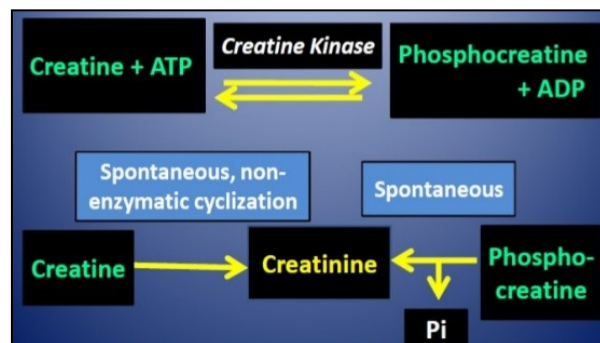 Creatine + ATP
Creatine Kinase
Phosphocreatine
+ ADP
Spontaneous, non-
enzymatic cyclization
Spontaneous
Creatine
Creatinine
Phospho-
creatine
Pi